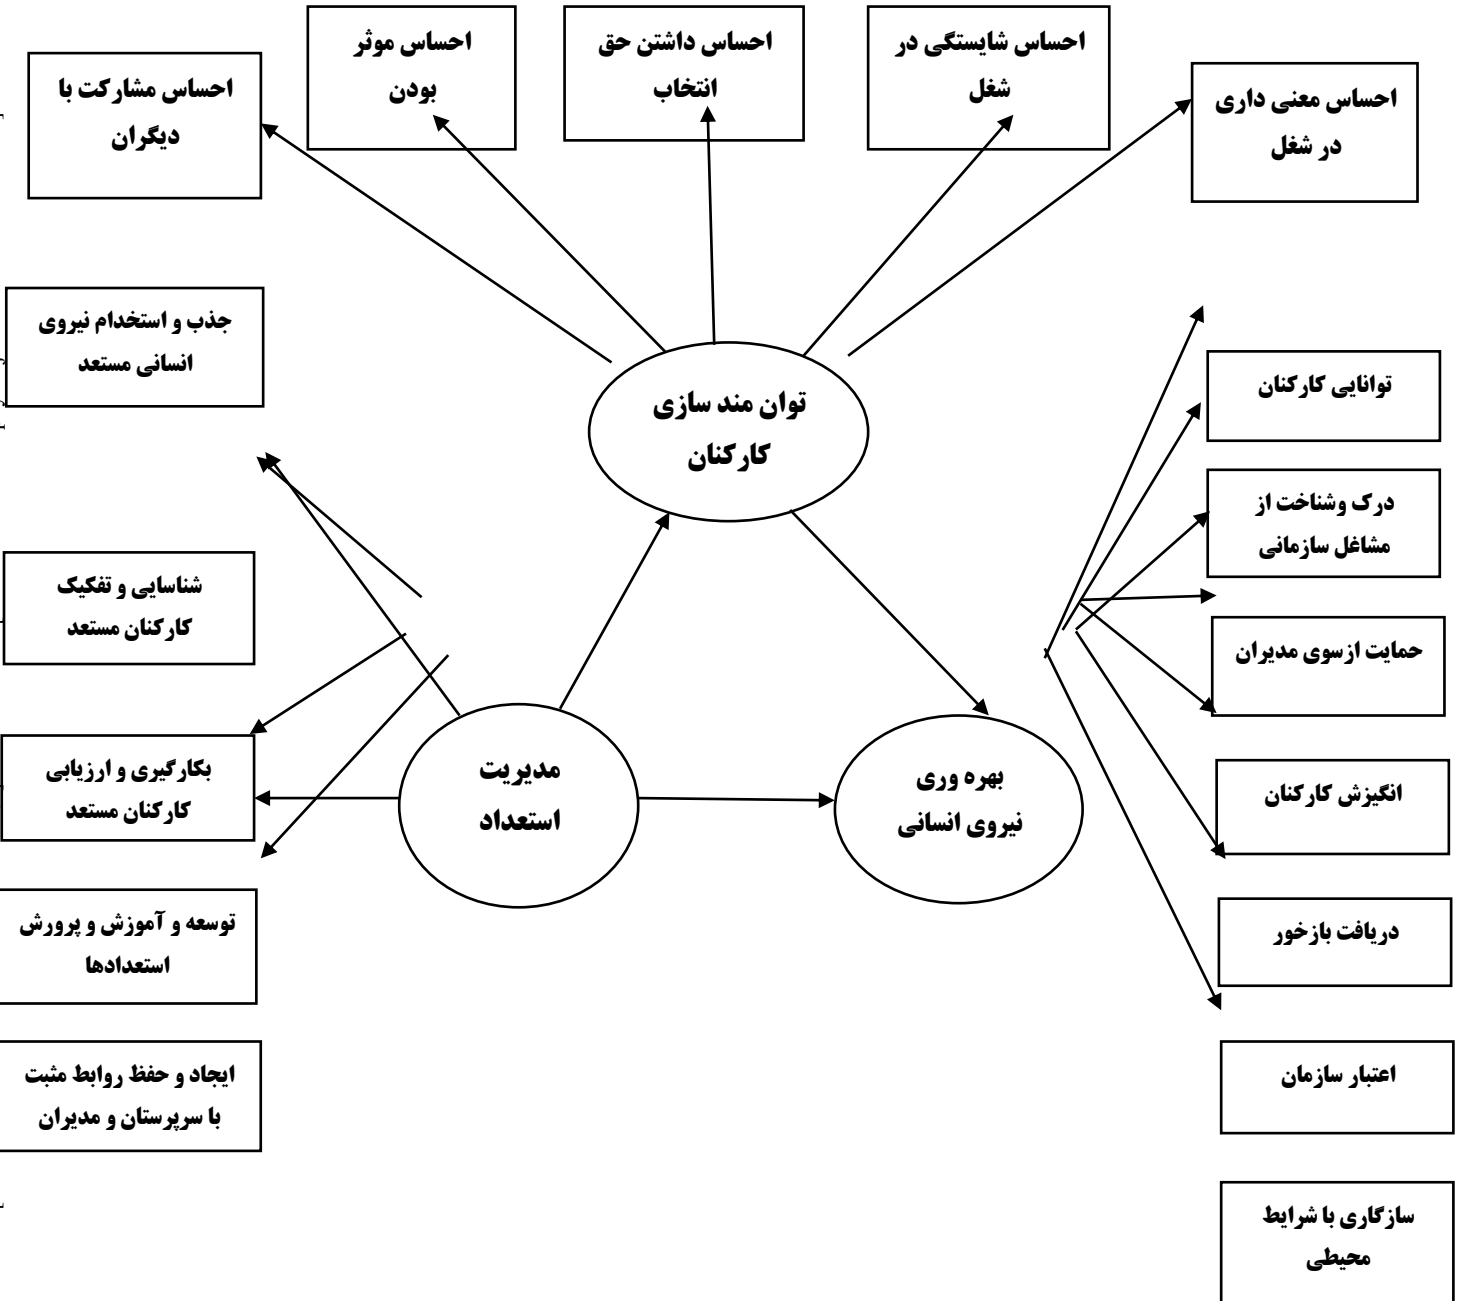 احساس معنی داری
در شغل
احساس شایستگی در
شغل
احساس داشتن حق
انتخاب
احساس موثر
بودن
احساس مشارکت با
دیگران
توان مند سازی
کارکنان
توانایی کارکنان
درک وشناخت از
مشاغل سازمانی
حمایت ازسوی مدیران
انگیزش کارکنان
دریافت بازخور
اعتبار سازمان
سازگاری با شرایط
محیطی
بهره وری
نیروی انسانی
مدیریت
استعداد
جذب و استخدام نیروی
انسانی مستعد
شناسایی و تفکیک
کارکنان مستعد
بکارگیری و ارزیابی
کارکنان مستعد
توسعه و آموزش و پرورش
استعدادها
ایجاد و حفظ روابط مثبت
با سرپرستان و مدیران